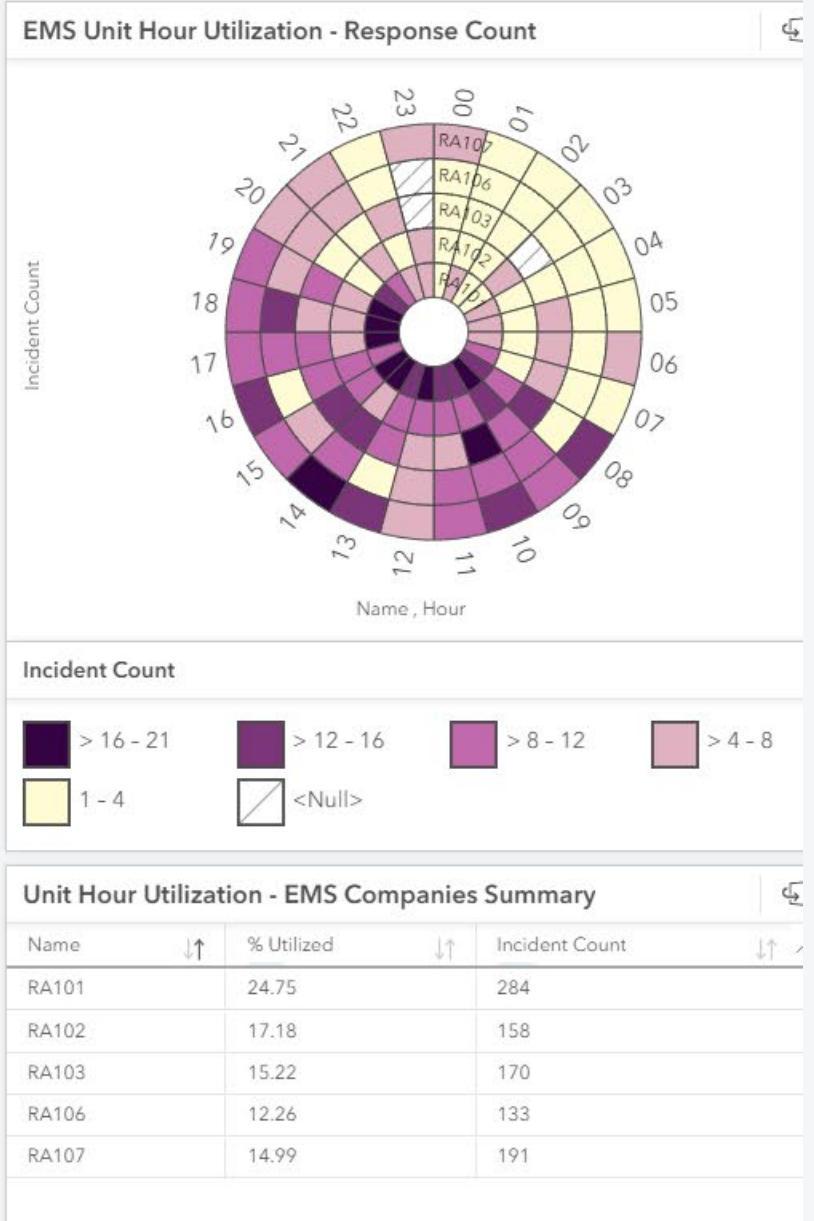 EMS Unit Hour Utilization - Response Count
00
01
02
03
04
05
06
07
08
09
10
11
12
13
14
15
16
17
18
19
20
21
22
23
RA107
RA106
RA103
RA102
RA101
Incident Count
Name , Hour
Incident Count
> 16 - 21
> 12 - 16
> 8 - 12
> 4 - 8
1 - 4
<Null>
Unit Hour Utilization - EMS Companies Summary
Name % Utilized Incident Count
RA101 24.75 284
RA102 17.18 158
RA103 15.22 170
RA106 12.26 133
RA107 14.99 191